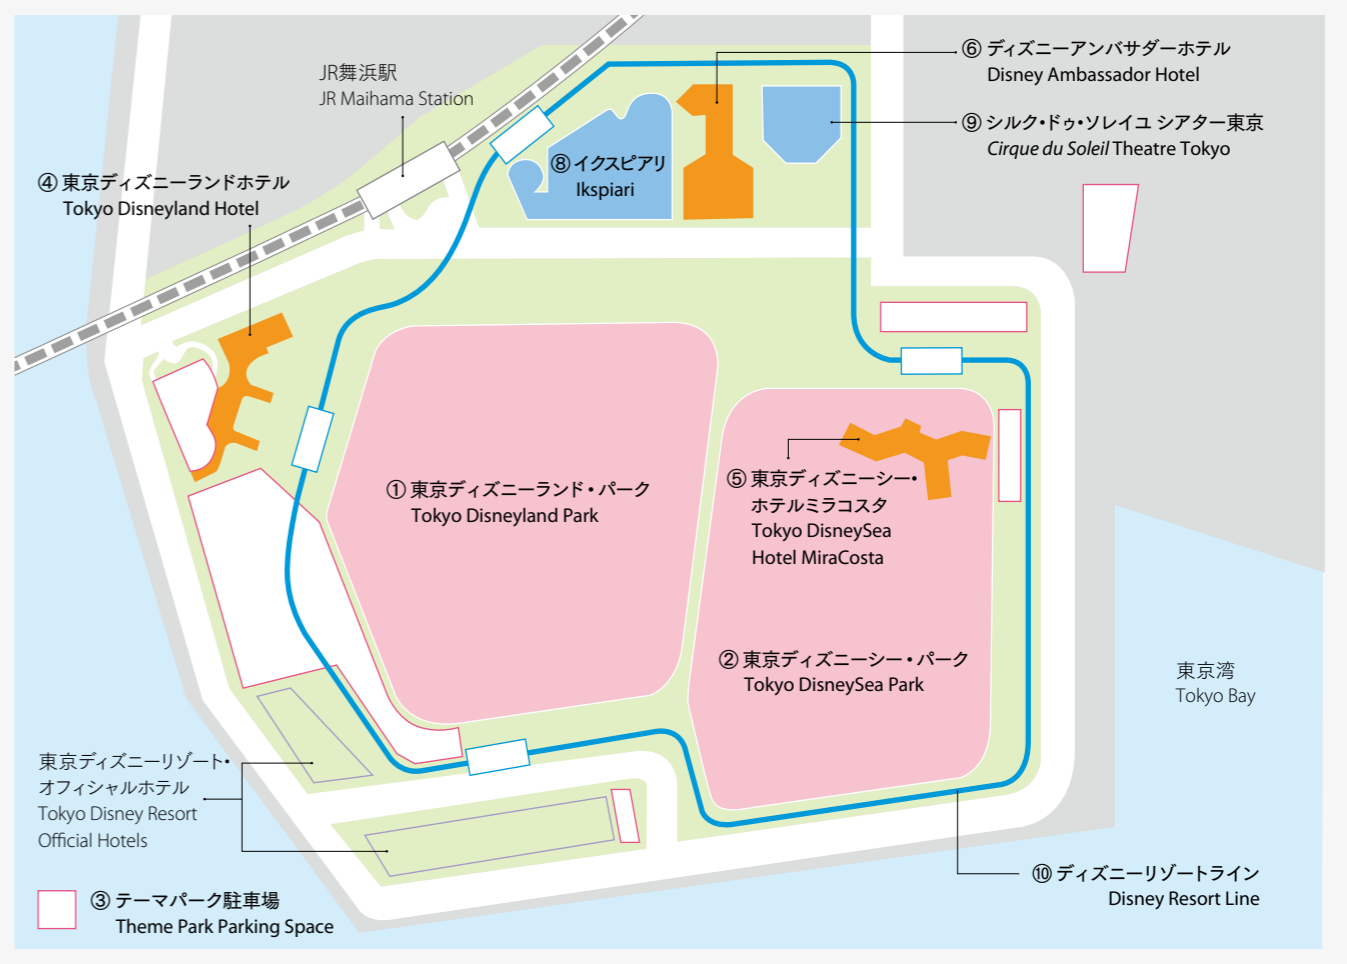 ⑥ ディズニーアンバサダーホテル
Disney Ambassador Hotel
JR舞浜駅
JR Maihama Station
⑨ シルク・ドゥ・ソレイユ シアター東京
Cirque du Soleil Theatre Tokyo
⑧ イクスピアリ
Ikspiari
④ 東京ディズニーランドホテル
Tokyo Disneyland Hotel
① 東京ディズニーランド・パーク
Tokyo Disneyland Park
⑤ 東京ディズニーシー・
ホテルミラコスタ
Tokyo DisneySea
Hotel MiraCosta
② 東京ディズニーシー・パーク
Tokyo DisneySea Park
東京湾
Tokyo Bay
東京ディズニーリゾート・
オフィシャルホテル
Tokyo Disney Resort
Official Hotels
⑩ ディズニーリゾートライン
Disney Resort Line
③ テーマパーク駐車場
Theme Park Parking Space